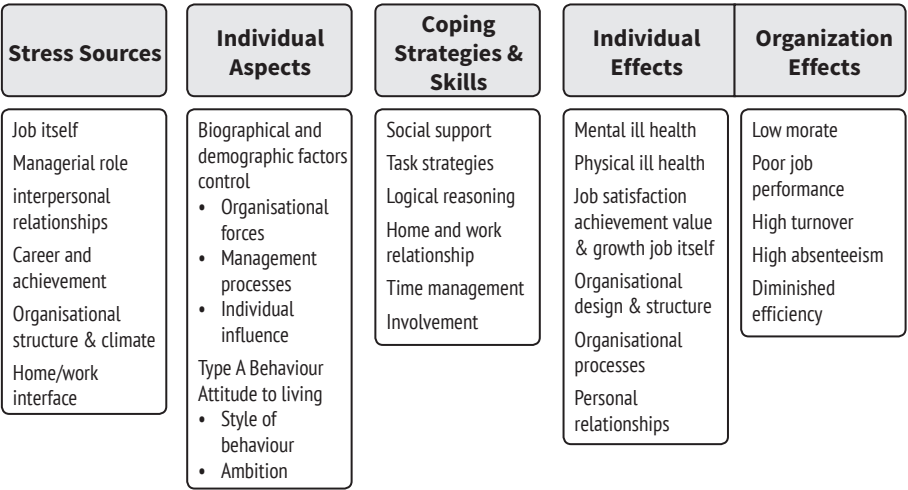 Stress Sources
Job itself
Managerial role
interpersonal
relationships
Career and
achievement
Organisational
structure & climate
Home/work
interface
Individual
Aspects
Biographical and
demographic factors
control
• Organisational
forces
• Management
processes
• Individual
influence
Type A Behaviour
Attitude to living
• Style of
behaviour
• Ambition
Coping
Strategies &
Skills
Social support
Task strategies
Logical reasoning
Home and work
relationship
Time management
Involvement
Individual
Effects
Mental ill health
Physical ill health
Job satisfaction
achievement value
& growth job itself
Organisational
design & structure
Organisational
processes
Personal
relationships
Organization
Effects
Low morate
Poor job
performance
High turnover
High absenteeism
Diminished
efficiency